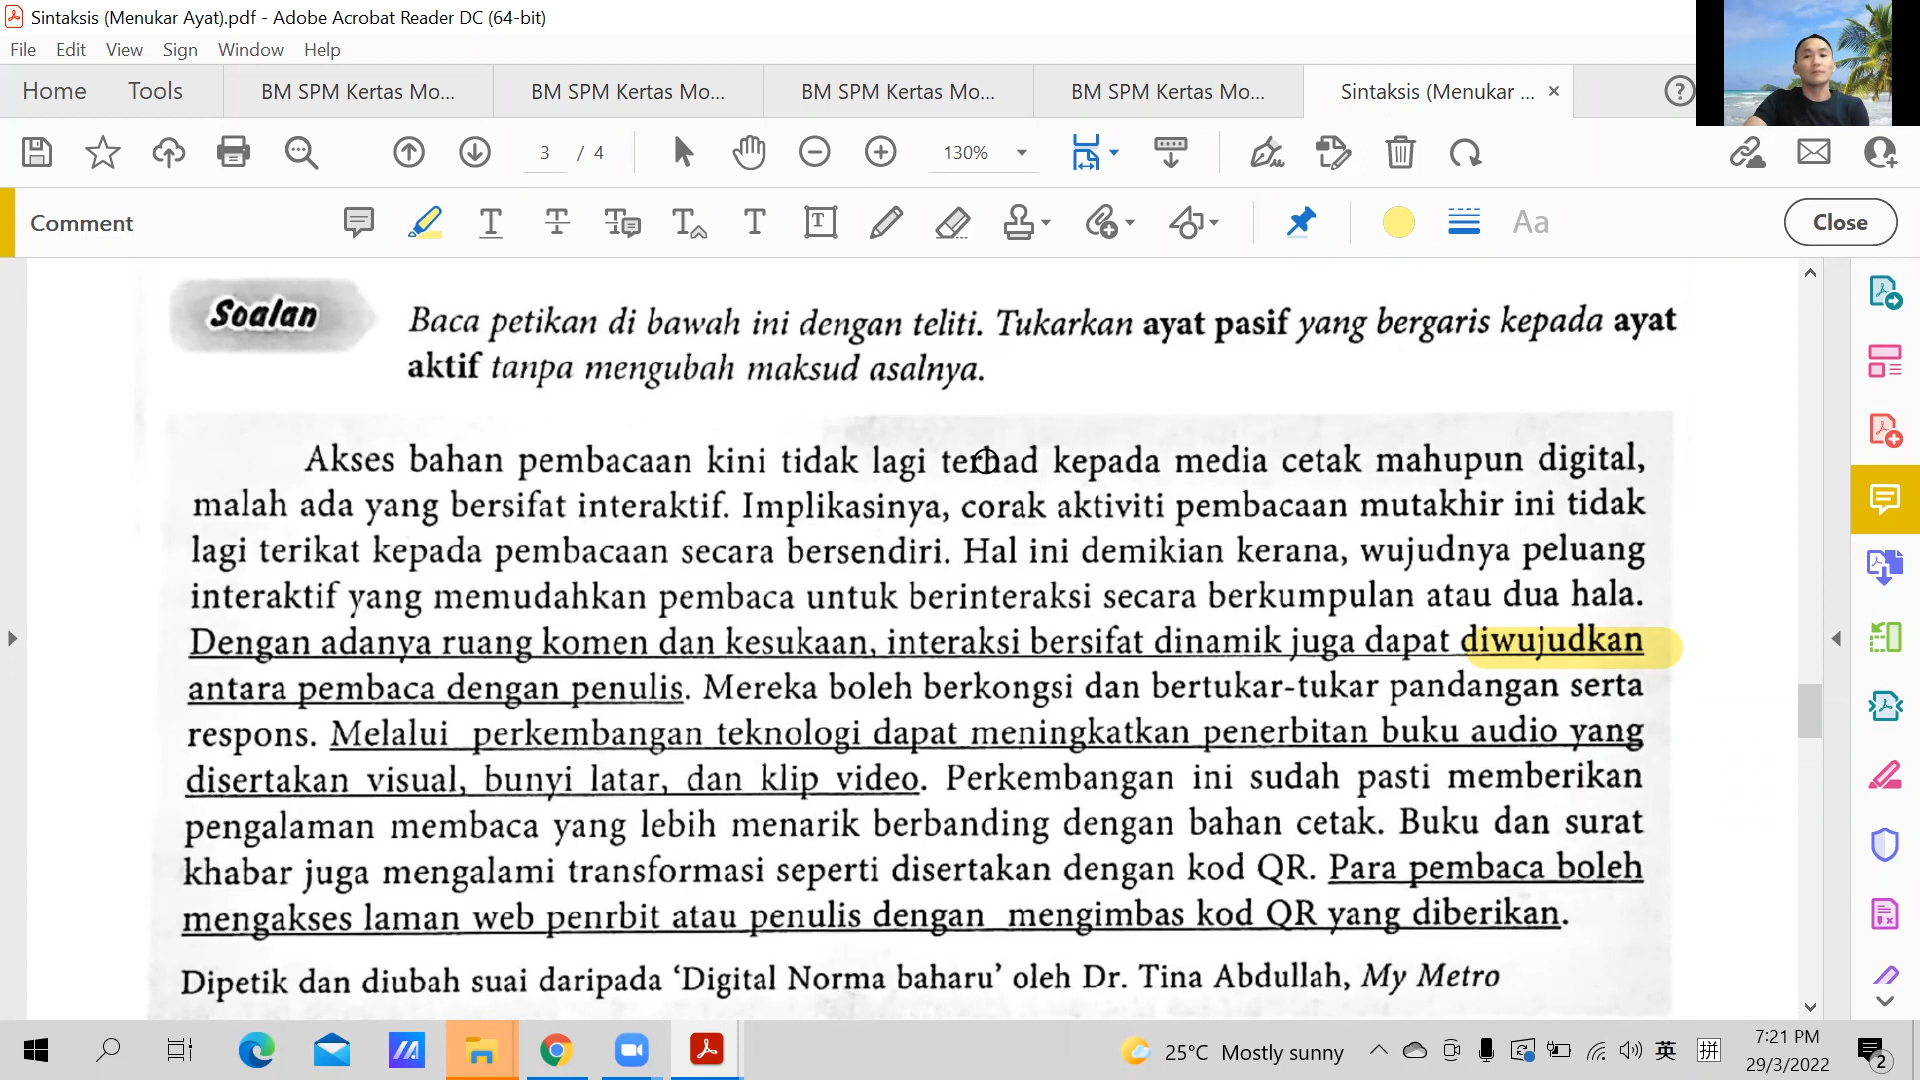 Sintaksis (Menukar Ayat).pdf - Adobe Acrobat Reader DC (64-bit)
File Edit View Sign Window Help
Home Tools BM SPM Kertas Mo... BM SPM Kertas Mo... BM SPM Kertas Mo... BM SPM Kertas Mo... Sintaksis (Menukar ... ×
3 / 4 130%
Comment Aa Close
Soalan
Baca petikan di bawah ini dengan teliti. Tukarkan ayat pasif yang bergaris kepada ayat
aktif tanpa mengubah maksud asalnya.
Akses bahan pembacaan kini tidak lagi terhad kepada media cetak mahupun digital,
malah ada yang bersifat interaktif. Implikasinya, corak aktiviti pembacaan mutakhir ini tidak
lagi terikat kepada pembacaan secara bersendiri. Hal ini demikian kerana, wujudnya peluang
interaktif yang memudahkan pembaca untuk berinteraksi secara berkumpulan atau dua hala.
Dengan adanya ruang komen dan kesukaan, interaksi bersifat dinamik juga dapat diwujudkan
antara pembaca dengan penulis. Mereka boleh berkongsi dan bertukar-tukar pandangan serta
respons. Melalui perkembangan teknologi dapat meningkatkan penerbitan buku audio yang
disertakan visual, bunyi latar, dan klip video. Perkembangan ini sudah pasti memberikan
pengalaman membaca yang lebih menarik berbanding dengan bahan cetak. Buku dan surat
khabar juga mengalami transformasi seperti disertakan dengan kod QR. Para pembaca boleh
mengakses laman web penrbit atau penulis dengan mengimbas kod QR yang diberikan.
Dipetik dan diubah suai daripada ‘Digital Norma baharu’ oleh Dr. Tina Abdullah, My Metro
25°C Mostly sunny 英 拼 7:21 PM
29/3/2022 2